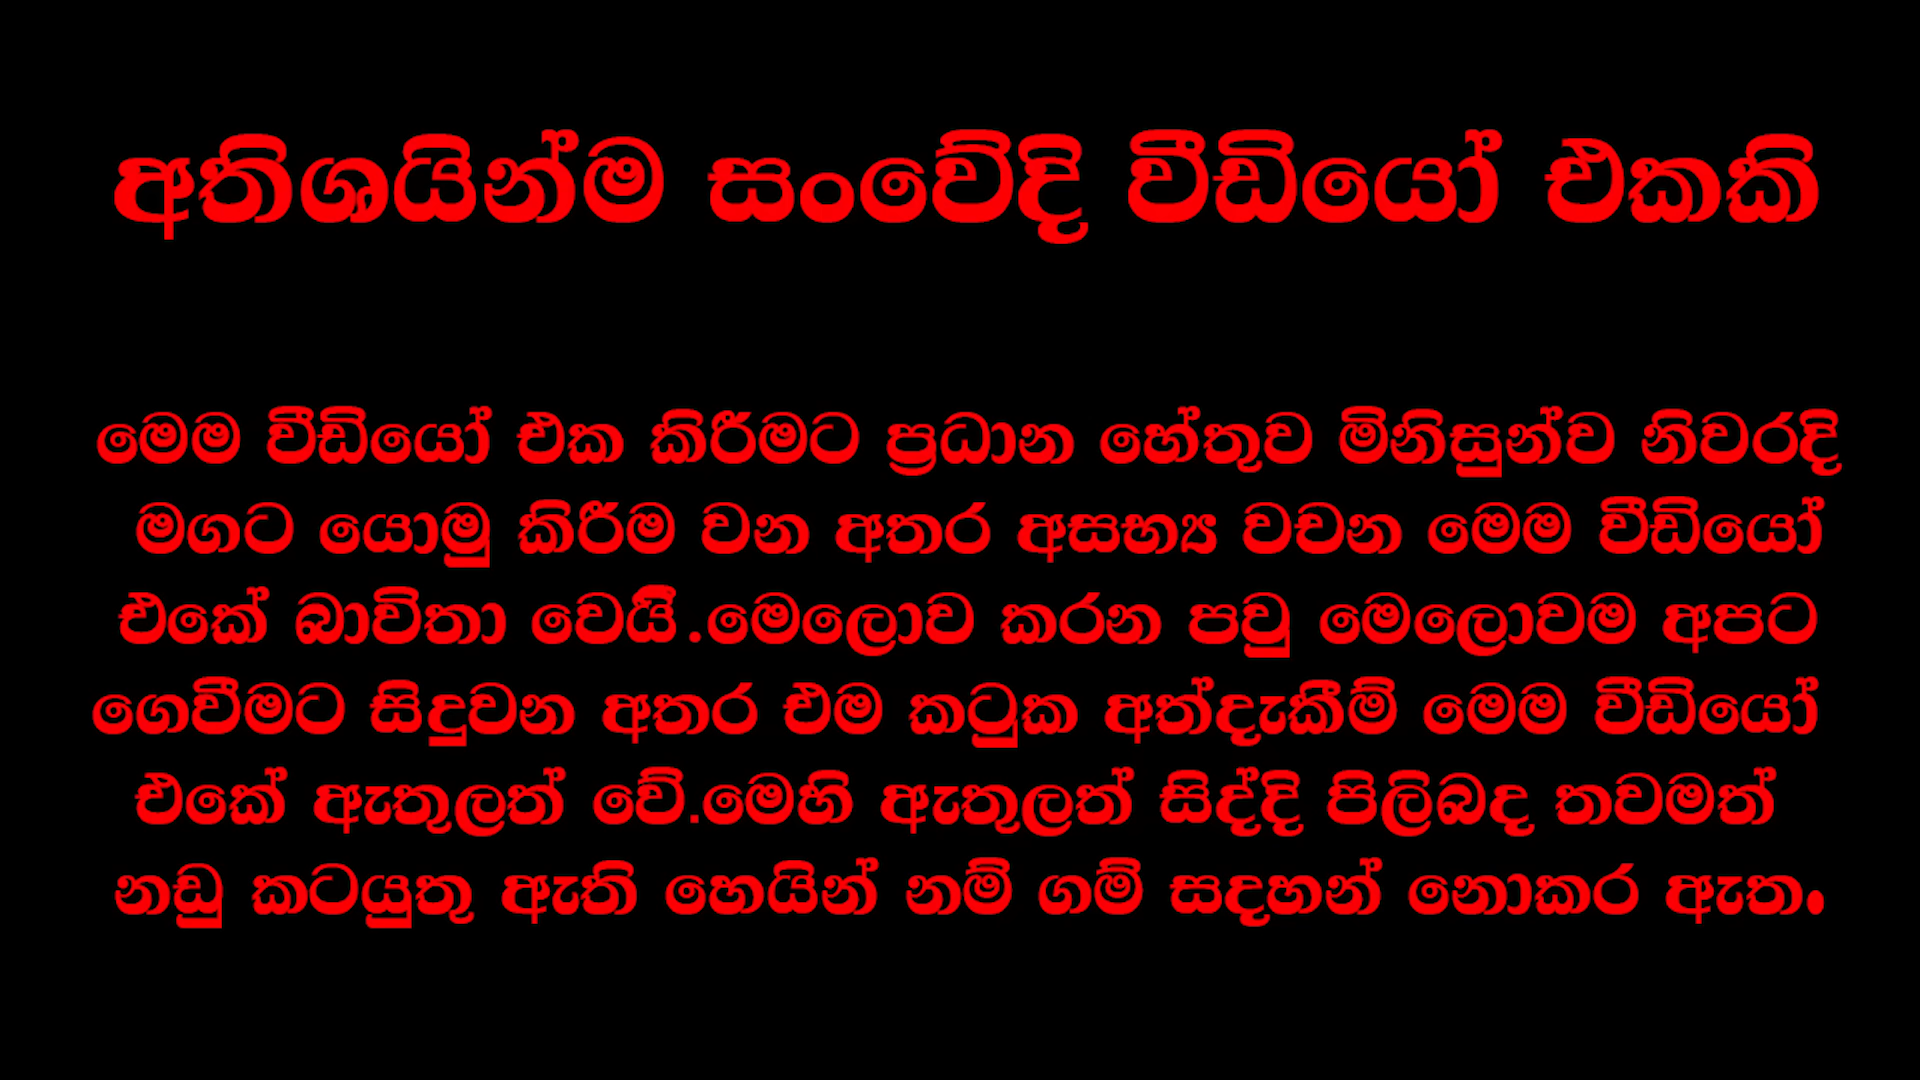 අතිශයින්ම සංවේදි වීඩියෝ එකකි
මෙම වීඩියෝ එක කිරීමට ප්‍රධාන හේතුව මිනිසුන්ව නිවරදි
මගට යොමු කිරීම වන අතර අසභ්‍ය වචන මෙම වීඩියෝ
එකේ බාවිතා වෙයිි.මෙලොව කරන පවු මෙලොවම අපට
ගෙවීමට සිදුවන අතර එම කටුක අත්දැකීම් මෙම වීඩියෝ
එකේ ඇතුලත් වේ.මෙහි ඇතුලත් සිද්දි පිලිබද තවමත්
නඩු කටයුතු ඇති හෙයින් නම් ගම් සදහන් නොකර ඇත.